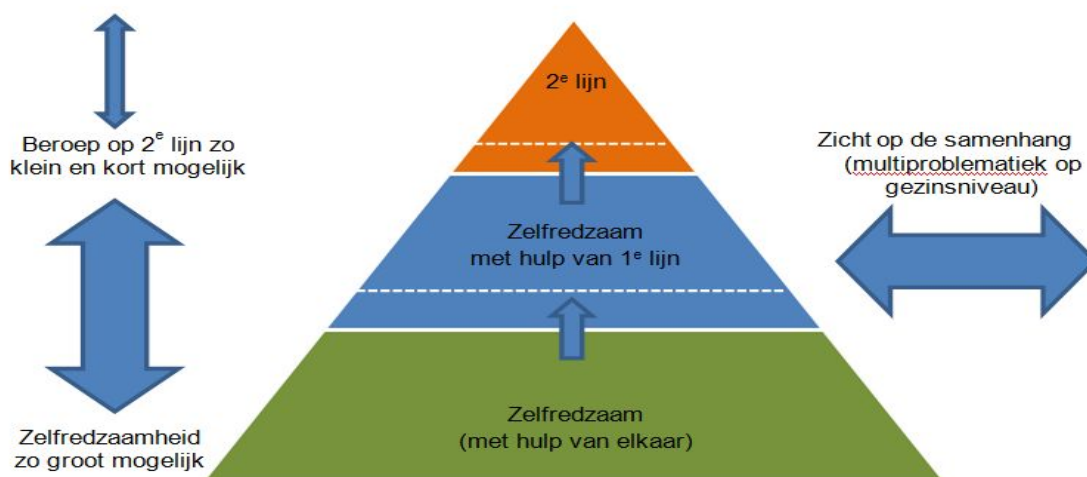 2e lijn
Beroep op 2e lijn zo
klein en kort mogelijk
Zicht op de samenhang
(multiproblematiek op
gezinsniveau)
Zelfredzaam
met hulp van 1e lijn
Zelfredzaam
(met hulp van elkaar)
Zelfredzaamheid
zo groot mogelijk